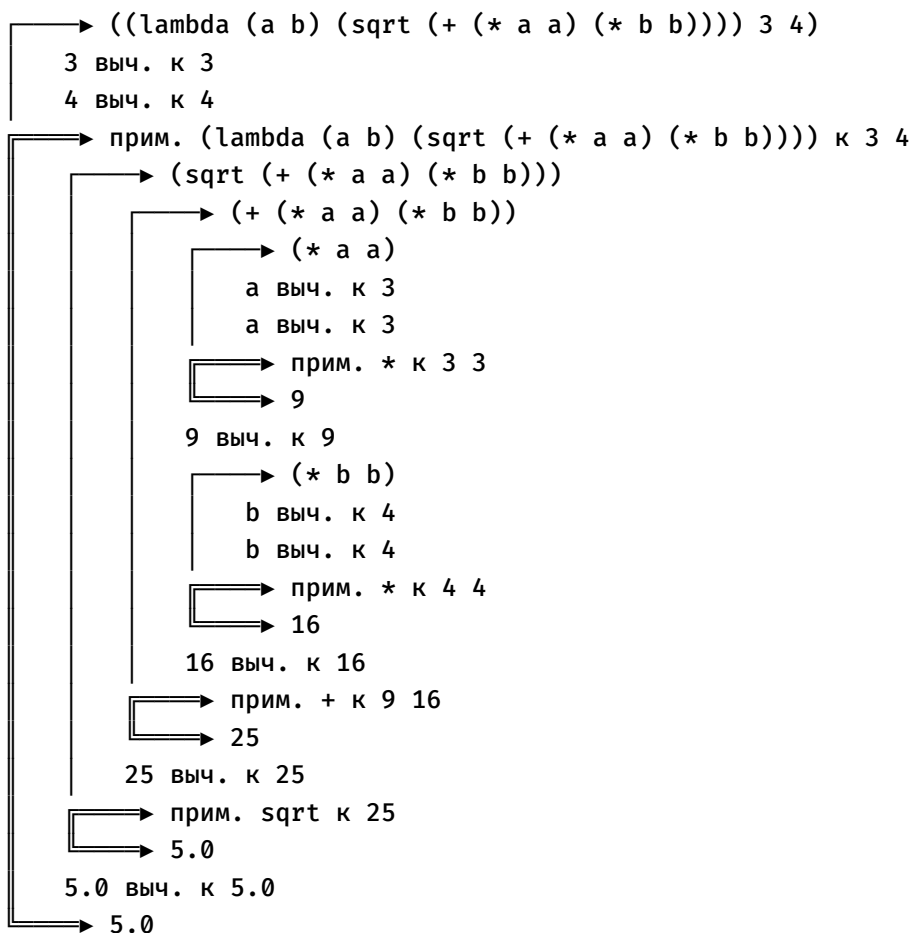 ((lambda (a b) (sqrt (+ (* a a) (* b b)))) 3 4)
3 выч. к 3
4 выч. к 4
прим. (lambda (a b) (sqrt (+ (* a a) (* b b)))) к 3 4
(sqrt (+ (* a a) (* b b)))
(+ (* a a) (* b b))
(* a a)
a выч. к 3
a выч. к 3
прим. * к 3 3
9
9 выч. к 9
(* b b)
b выч. к 4
b выч. к 4
прим. * к 4 4
16
16 выч. к 16
прим. + к 9 16
25
25 выч. к 25
прим. sqrt к 25
5.0
5.0 выч. к 5.0
5.0